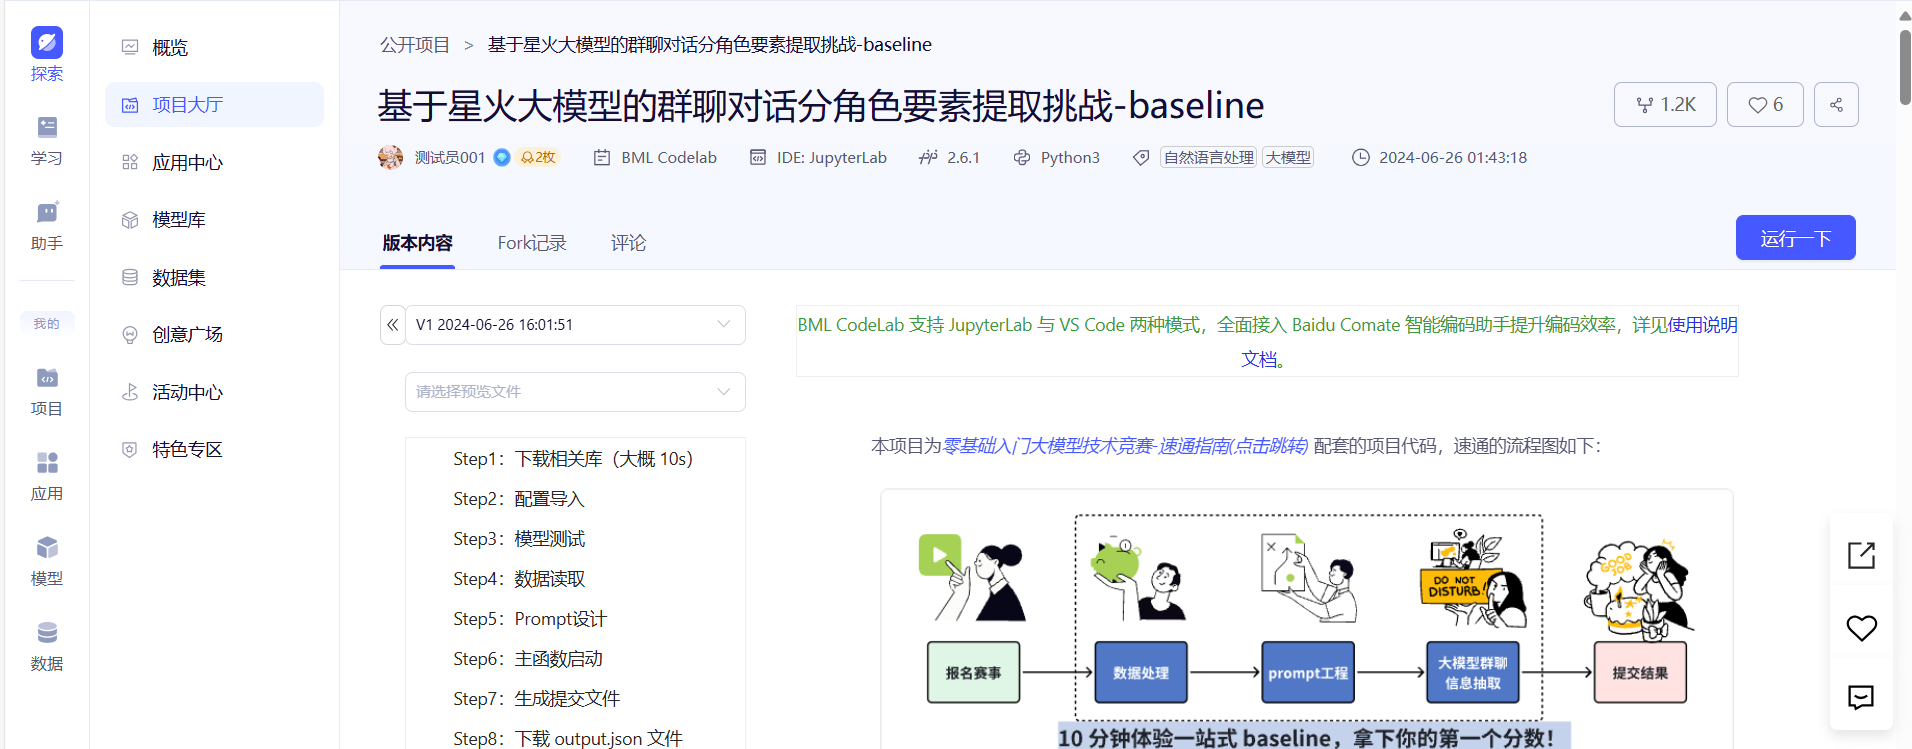 探索
学习
助手
我的
项目
应用
模型
数据
概览
项目大厅
应用中心
模型库
数据集
创意广场
活动中心
特色专区
公开项目 > 基于星火大模型的群聊对话分角色要素提取挑战-baseline
基于星火大模型的群聊对话分角色要素提取挑战-baseline
1.2K
6
测试员001 2枚 BML Codelab IDE: JupyterLab 2.6.1 Python3 自然语言处理 大模型 2024-06-26 01:43:18
版本内容 Fork记录 评论
运行一下
V1 2024-06-26 16:01:51
请选择预览文件
Step1：下载相关库（大概 10s）
Step2：配置导入
Step3：模型测试
Step4：数据读取
Step5：Prompt设计
Step6：主函数启动
Step7：生成提交文件
Step8：下载 output.json 文件
BML CodeLab 支持 JupyterLab 与 VS Code 两种模式，全面接入 Baidu Comate 智能编码助手提升编码效率，详见使用说明
文档。
本项目为零基础入门大模型技术竞赛-速通指南(点击跳转) 配套的项目代码，速通的流程图如下：
DO NOT
DISTURB!
GOOD
JOB
报名赛事
数据处理
prompt工程
大模型群聊
信息抽取
提交结果
10 分钟体验一站式 baseline，拿下你的第一个分数！